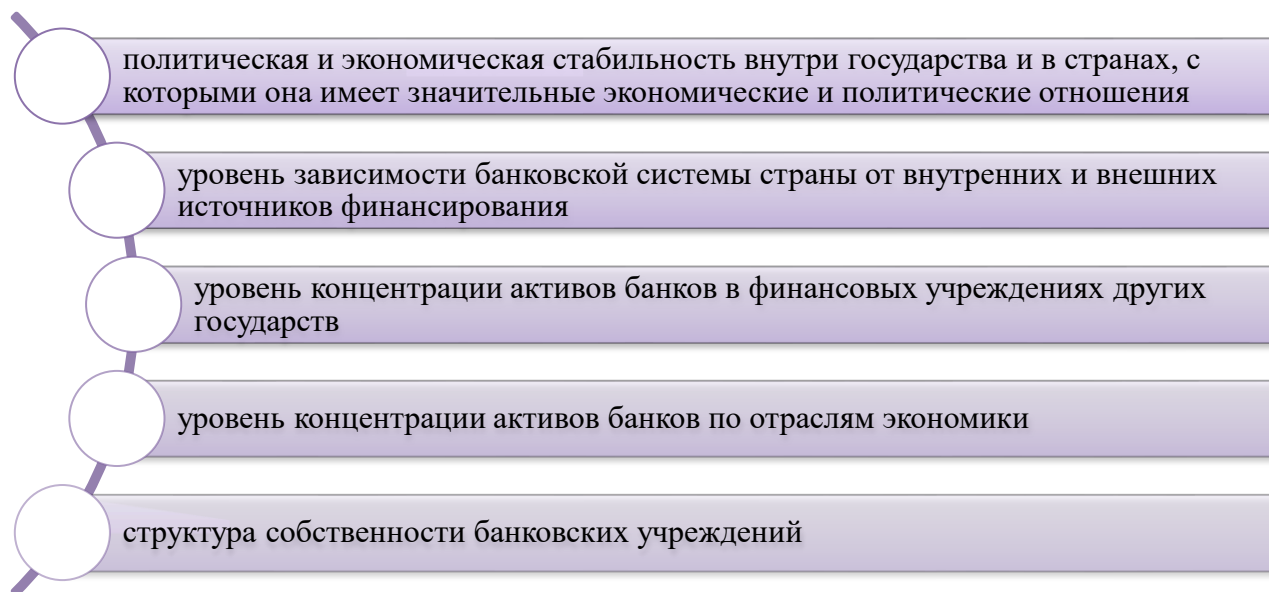 политическая и экономическая стабильность внутри государства и в странах, с
которыми она имеет значительные экономические и политические отношения
уровень зависимости банковской системы страны от внутренних и внешних
источников финансирования
уровень концентрации активов банков в финансовых учреждениях других
государств
уровень концентрации активов банков по отраслям экономики
структура собственности банковских учреждений